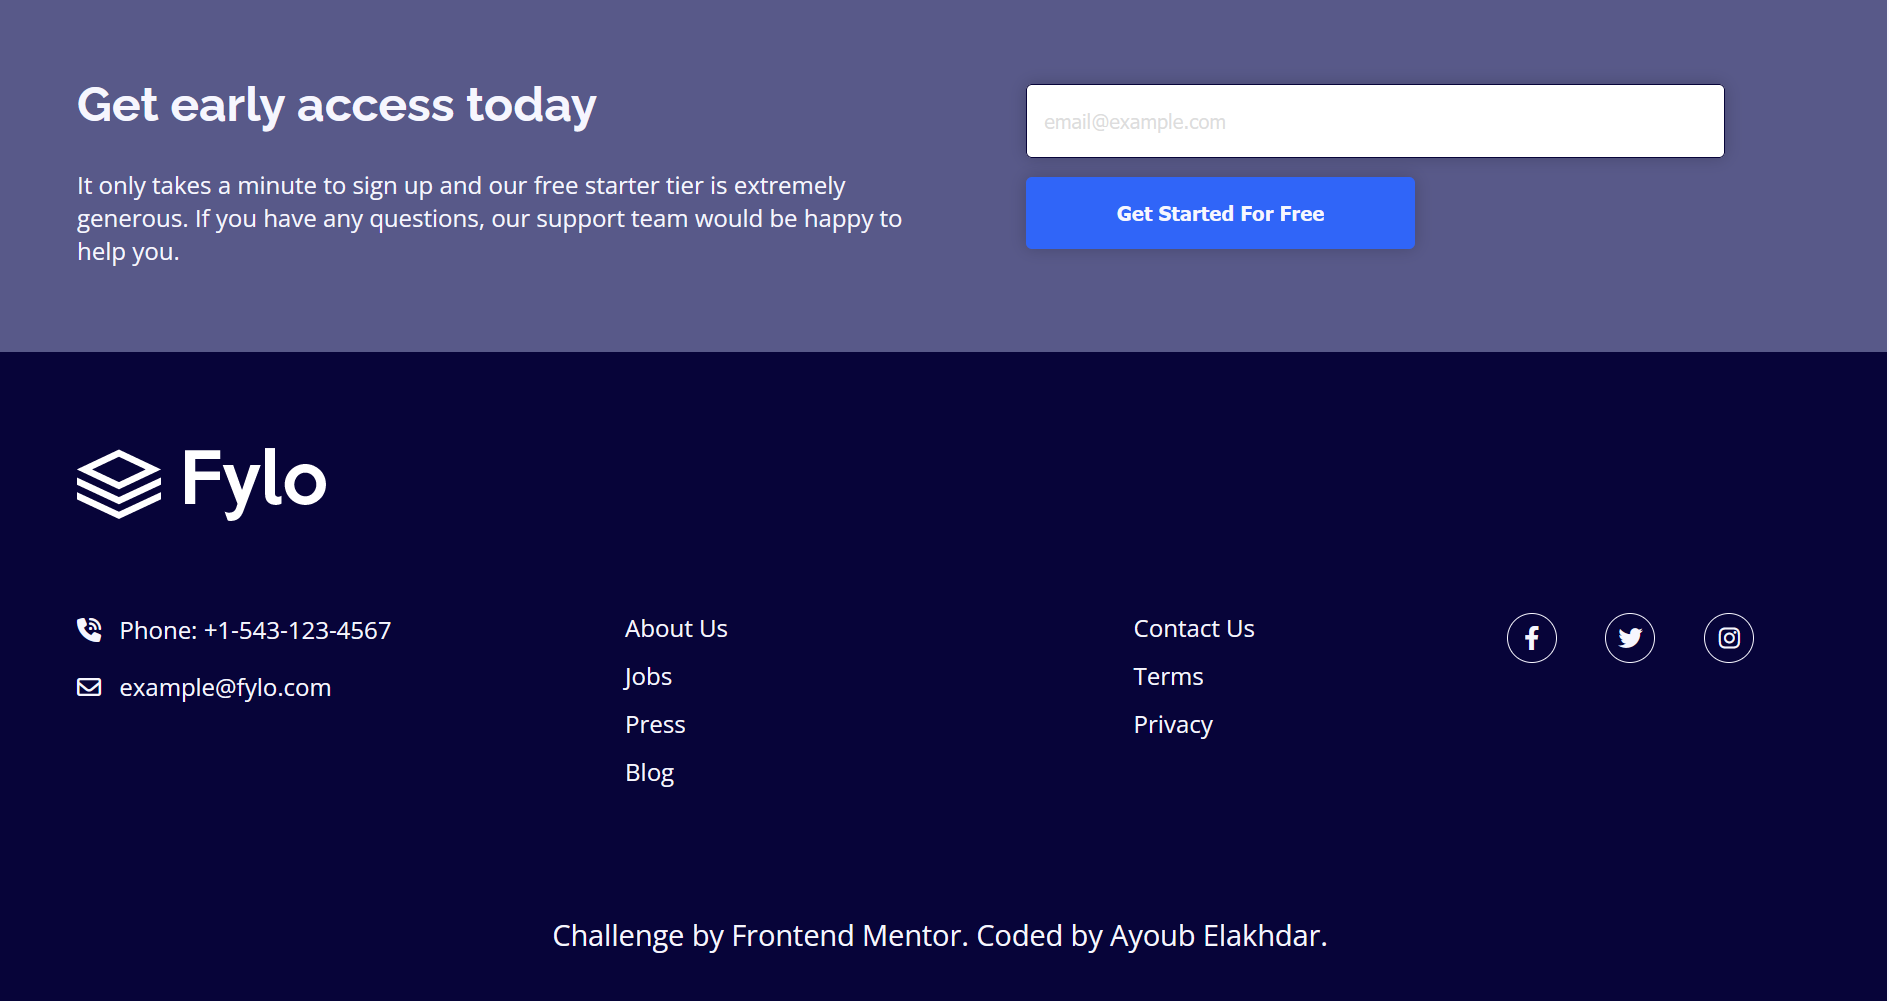 Get early access today
It only takes a minute to sign up and our free starter tier is extremely
generous. If you have any questions, our support team would be happy to
help you.
email@example.com
Get Started For Free
Fylo
Phone: +1-543-123-4567
example@fylo.com
About Us
Jobs
Press
Blog
Contact Us
Terms
Privacy
Challenge by Frontend Mentor. Coded by Ayoub Elakhdar.